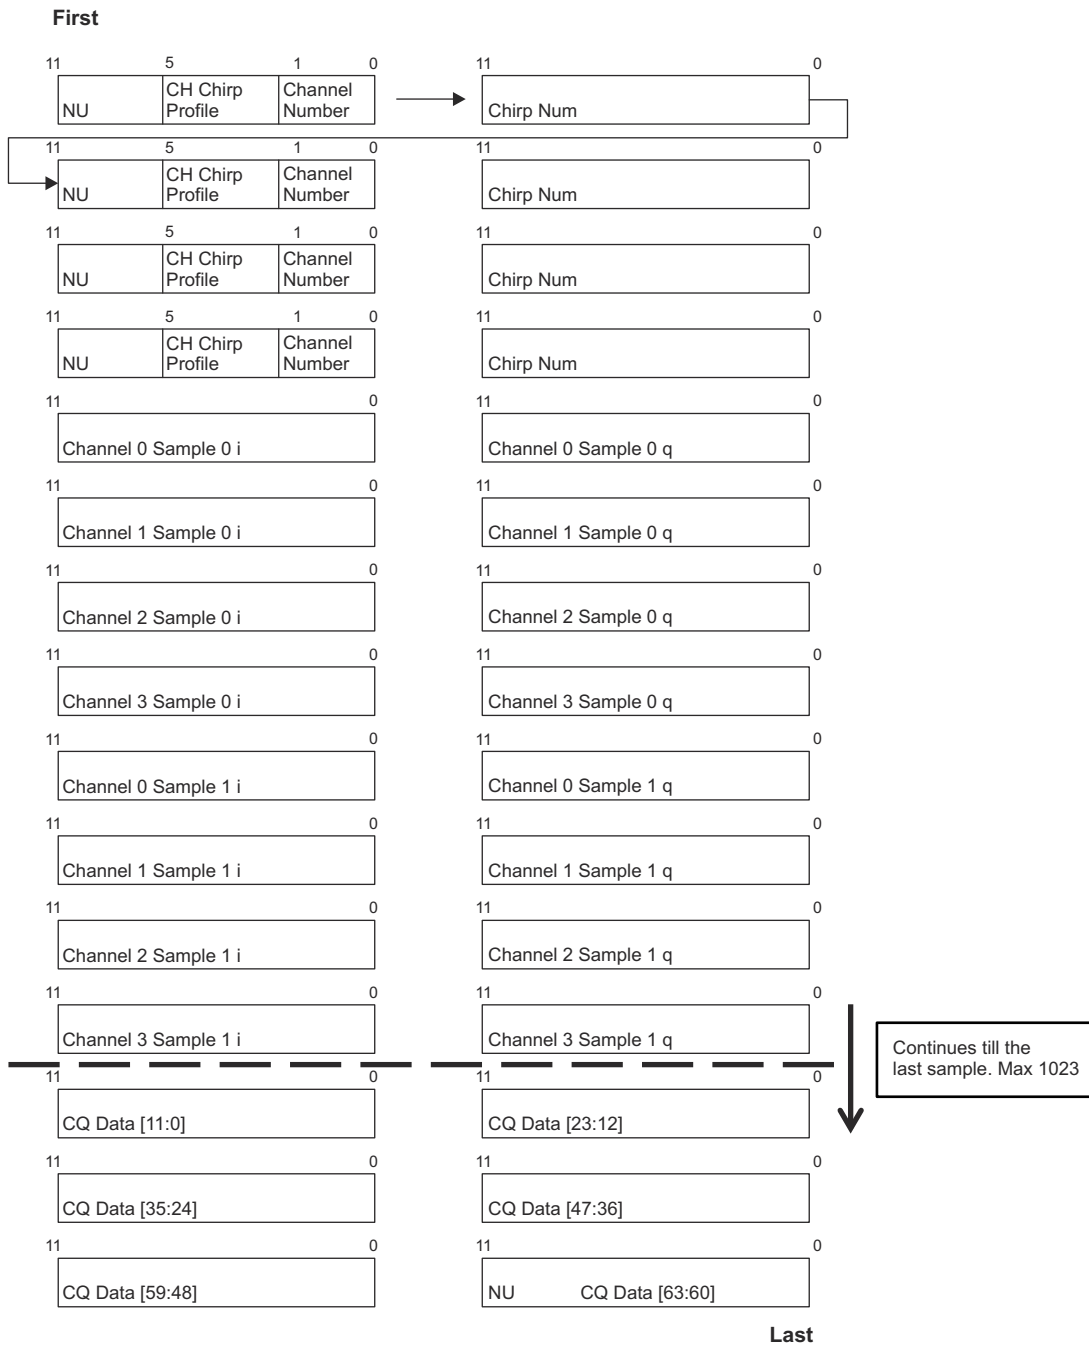 First
11 5 1 0 11 0
NU CH Chirp Profile Channel Number Chirp Num
11 5 1 0 11 0
NU CH Chirp Profile Channel Number Chirp Num
11 5 1 0 11 0
NU CH Chirp Profile Channel Number Chirp Num
11 5 1 0 11 0
NU CH Chirp Profile Channel Number Chirp Num
11 0 11 0
Channel 0 Sample 0 i Channel 0 Sample 0 q
11 0 11 0
Channel 1 Sample 0 i Channel 1 Sample 0 q
11 0 11 0
Channel 2 Sample 0 i Channel 2 Sample 0 q
11 0 11 0
Channel 3 Sample 0 i Channel 3 Sample 0 q
11 0 11 0
Channel 0 Sample 1 i Channel 0 Sample 1 q
11 0 11 0
Channel 1 Sample 1 i Channel 1 Sample 1 q
11 0 11 0
Channel 2 Sample 1 i Channel 2 Sample 1 q
11 0 11 0
Channel 3 Sample 1 i Channel 3 Sample 1 q
Continues till the
last sample. Max 1023
11 0 11 0
CQ Data [11:0] CQ Data [23:12]
11 0 11 0
CQ Data [35:24] CQ Data [47:36]
11 0 11 0
CQ Data [59:48] NU CQ Data [63:60]
Last